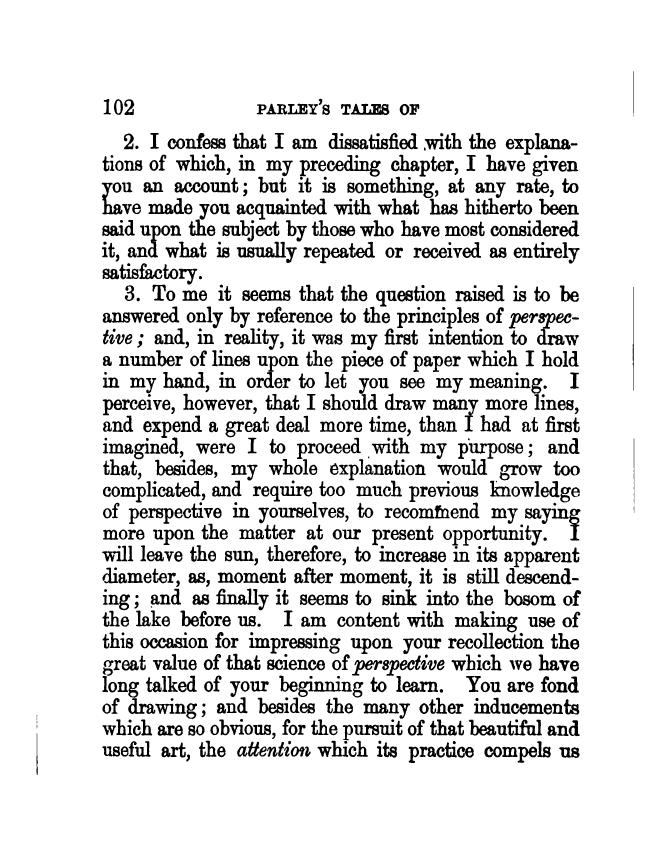 102 PARLEY'S TALES OF
2. I confess that I am dissatisfied with the explana-
tions of which, in my preceding chapter, I have given
you an account; but it is something, at any rate, to
have made you acquainted with what has hitherto been
said upon the subject by those who have most considered
it, and what is usually repeated or received as entirely
satisfactory.
3. To me it seems that the question raised is to be
answered only by reference to the principles of perspec-
tive; and, in reality, it was my first intention to draw
a number of lines upon the piece of paper which I hold
in my hand, in order to let you see my meaning. I
perceive, however, that I should draw many more lines,
and expend a great deal more time, than I had at first
imagined, were I to proceed with my purpose; and
that, besides, my whole explanation would grow too
complicated, and require too much previous knowledge
of perspective in yourselves, to recommend my saying
more upon the matter at our present opportunity. I
will leave the sun, therefore, to increase in its apparent
diameter, as, moment after moment, it is still descend-
ing; and as finally it seems to sink into the bosom of
the lake before us. I am content with making use of
this occasion for impressing upon your recollection the
great value of that science of perspective which we have
long talked of your beginning to learn. You are fond
of drawing; and besides the many other inducements
which are so obvious, for the pursuit of that beautiful and
useful art, the attention which its practice compels us